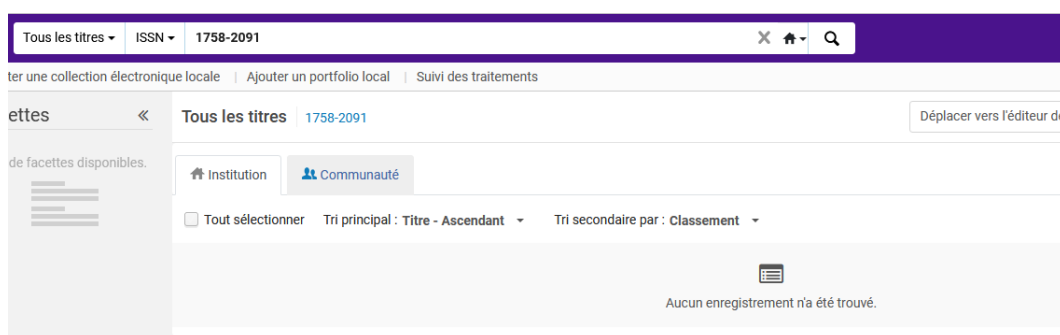 Tous les titres ISSN 1758-2091
ter une collection électronique locale | Ajouter un portfolio local | Suivi des traitements
ettes « Tous les titres 1758-2091 Déplacer vers l'éditeur de
de facettes disponibles.
Institution Communauté
Tout sélectionner Tri principal : Titre - Ascendant Tri secondaire par : Classement
Aucun enregistrement n'a été trouvé.